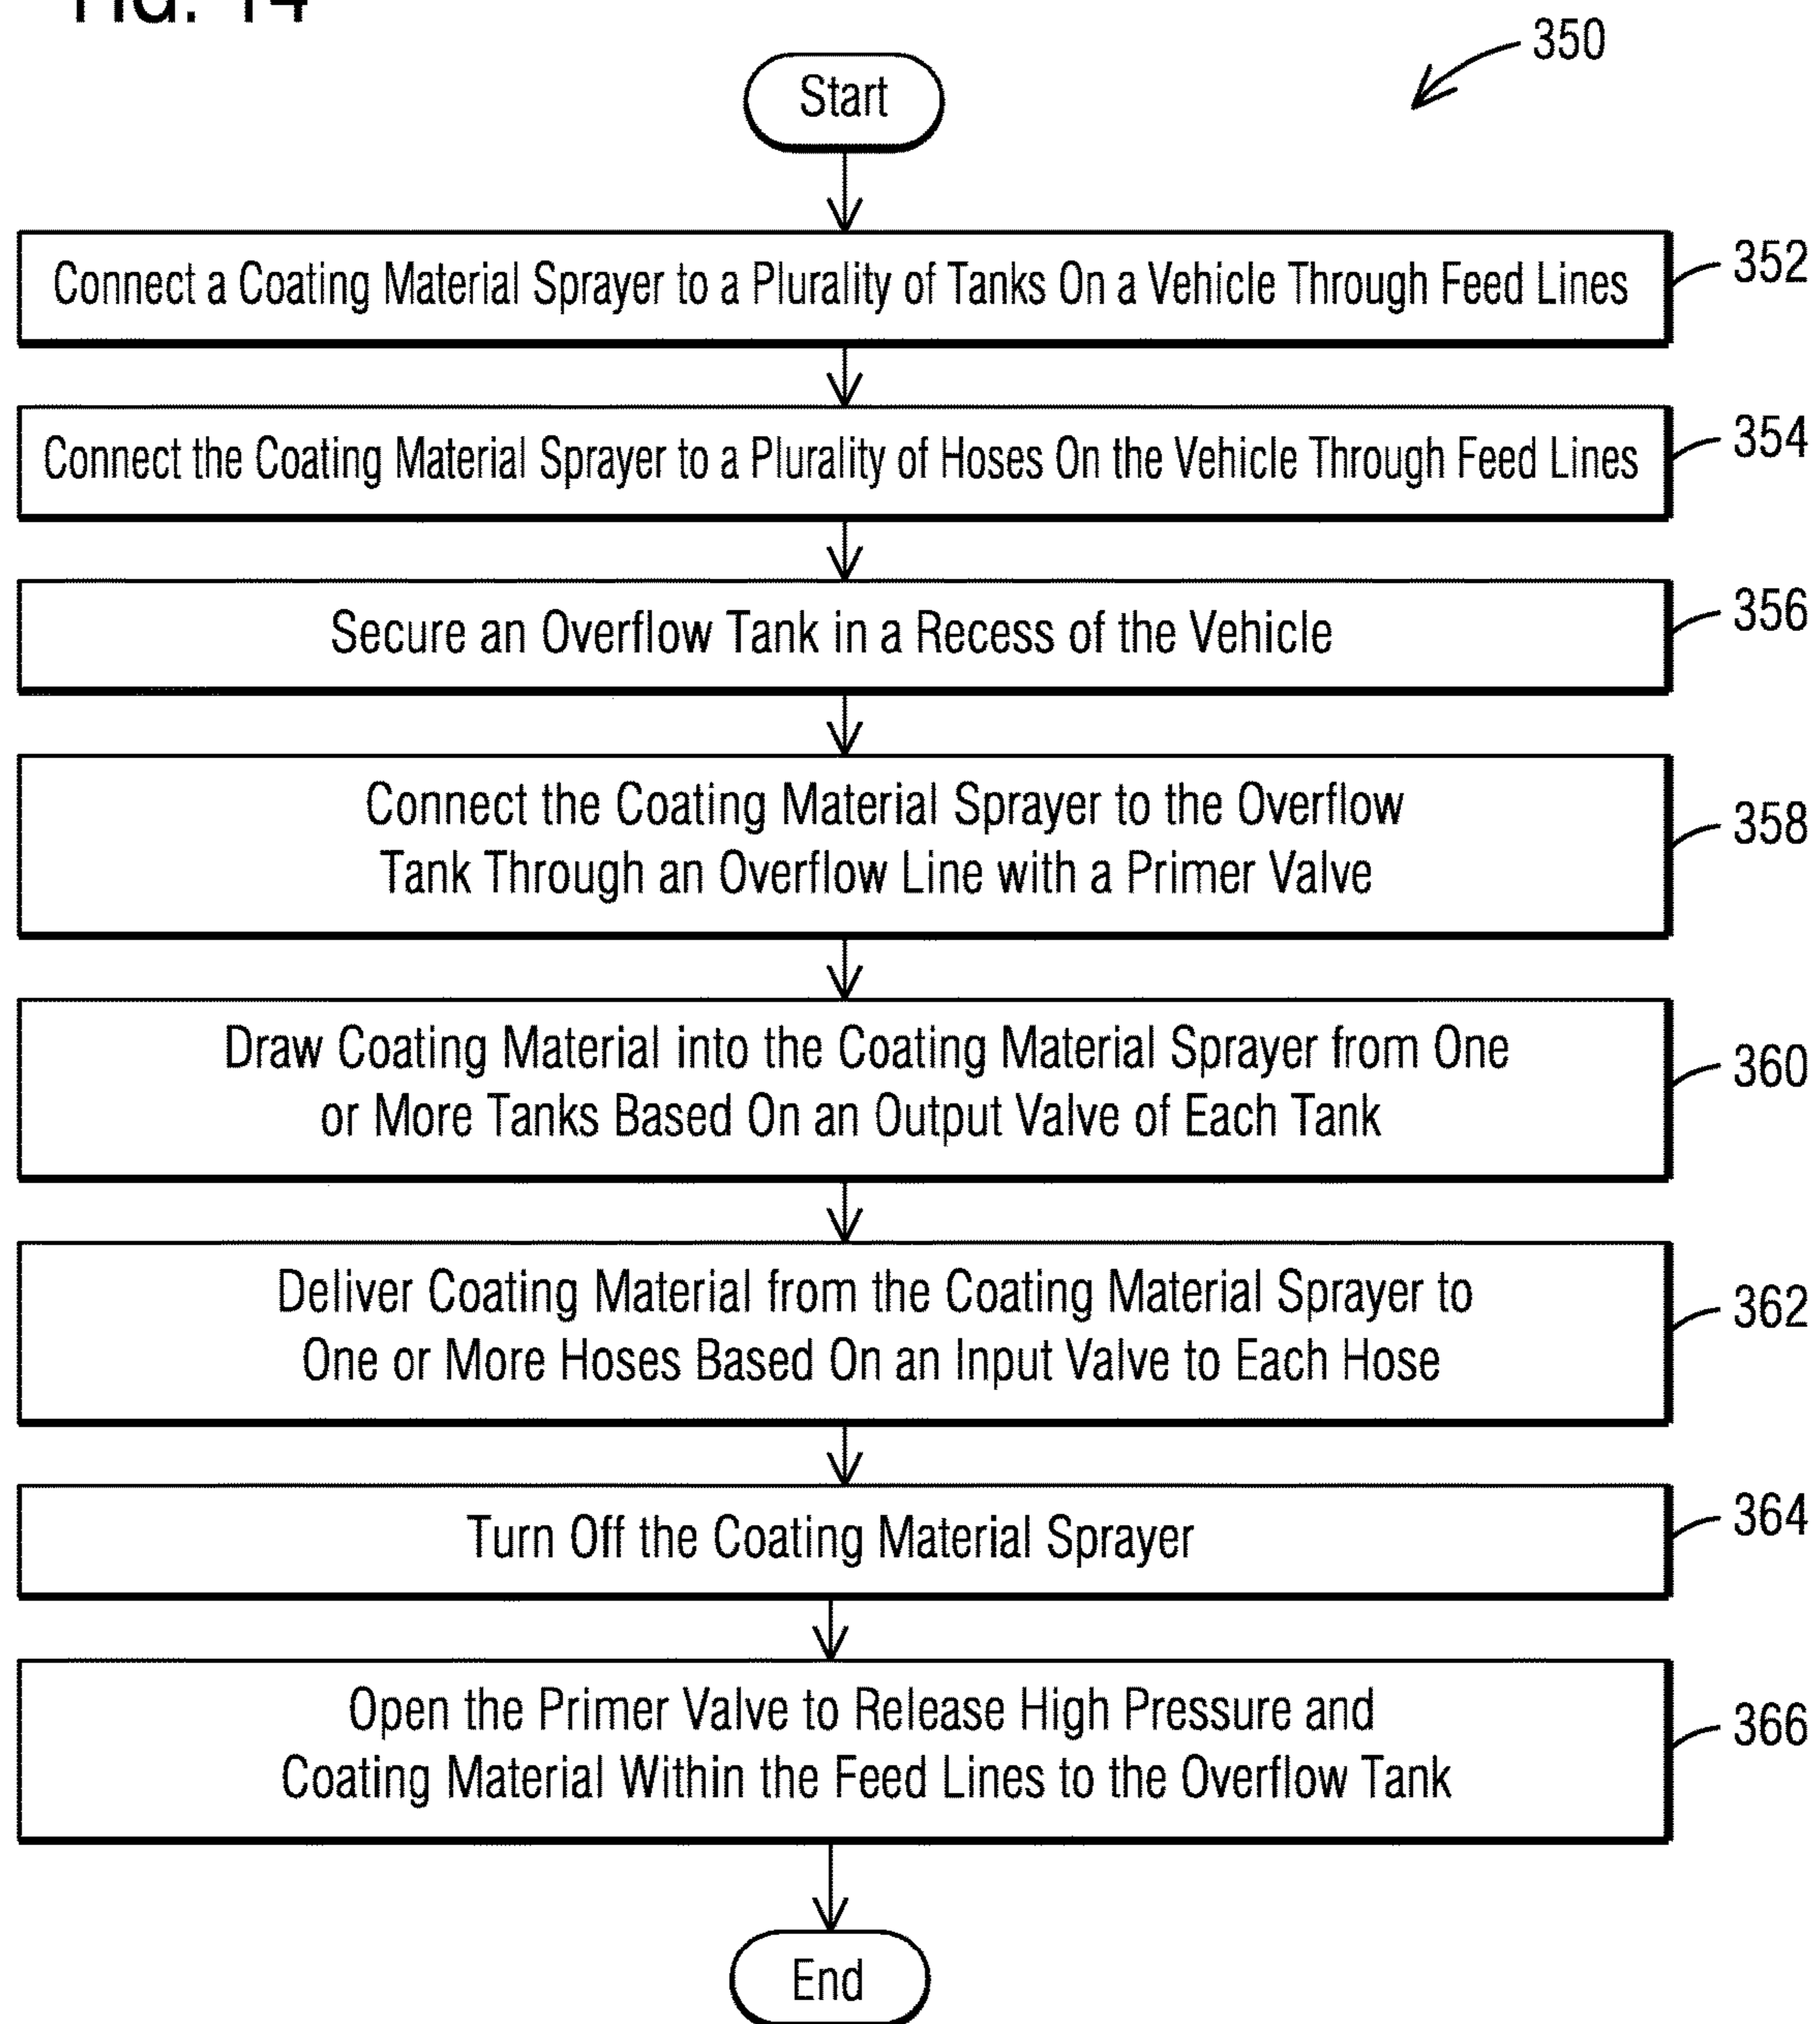 FIG. 14
350
Start
Connect a Coating Material Sprayer to a Plurality of Tanks On a Vehicle Through Feed Lines
352
Connect the Coating Material Sprayer to a Plurality of Hoses On the Vehicle Through Feed Lines
354
Secure an Overflow Tank in a Recess of the Vehicle
356
Connect the Coating Material Sprayer to the Overflow
Tank Through an Overflow Line with a Primer Valve
358
Draw Coating Material into the Coating Material Sprayer from One
or More Tanks Based On an Output Valve of Each Tank
360
Deliver Coating Material from the Coating Material Sprayer to
One or More Hoses Based On an Input Valve to Each Hose
362
Turn Off the Coating Material Sprayer
364
Open the Primer Valve to Release High Pressure and
Coating Material Within the Feed Lines to the Overflow Tank
366
End